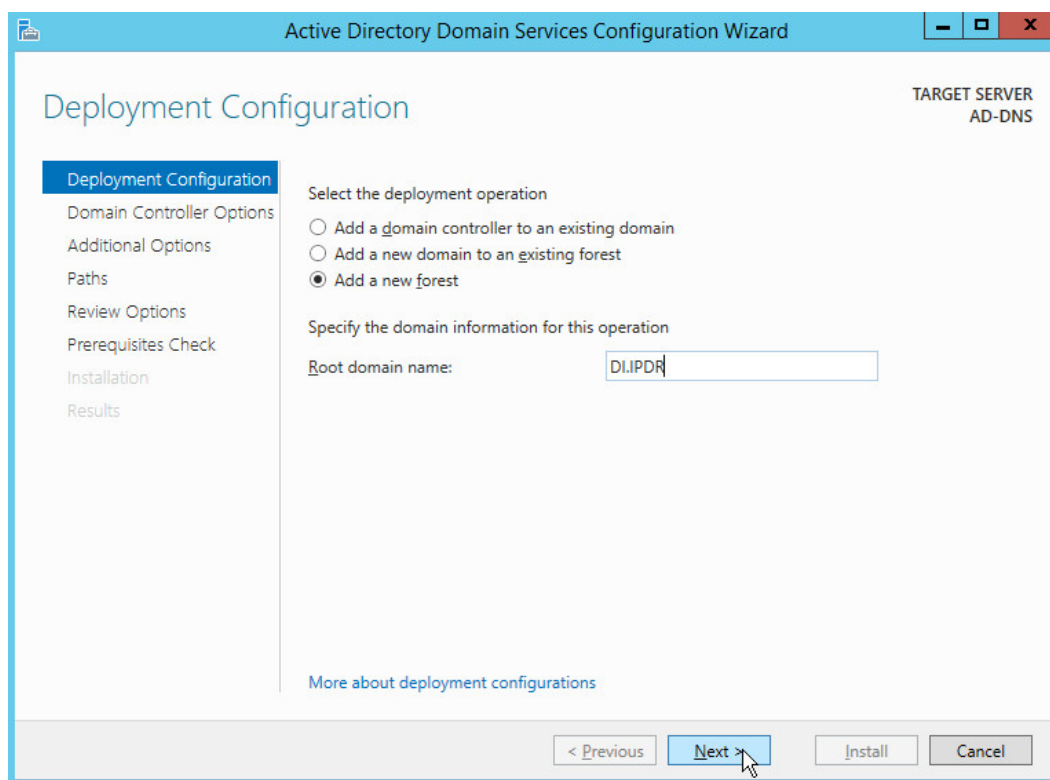 Active Directory Domain Services Configuration Wizard
x
Deployment Configuration
TARGET SERVER
AD-DNS
Deployment Configuration
Domain Controller Options
Additional Options
Paths
Review Options
Prerequisites Check
Installation
Results
Select the deployment operation
Add a domain controller to an existing domain
Add a new domain to an existing forest
Add a new forest
Specify the domain information for this operation
Root domain name: DI.IPDR
More about deployment configurations
< Previous Next > Install Cancel